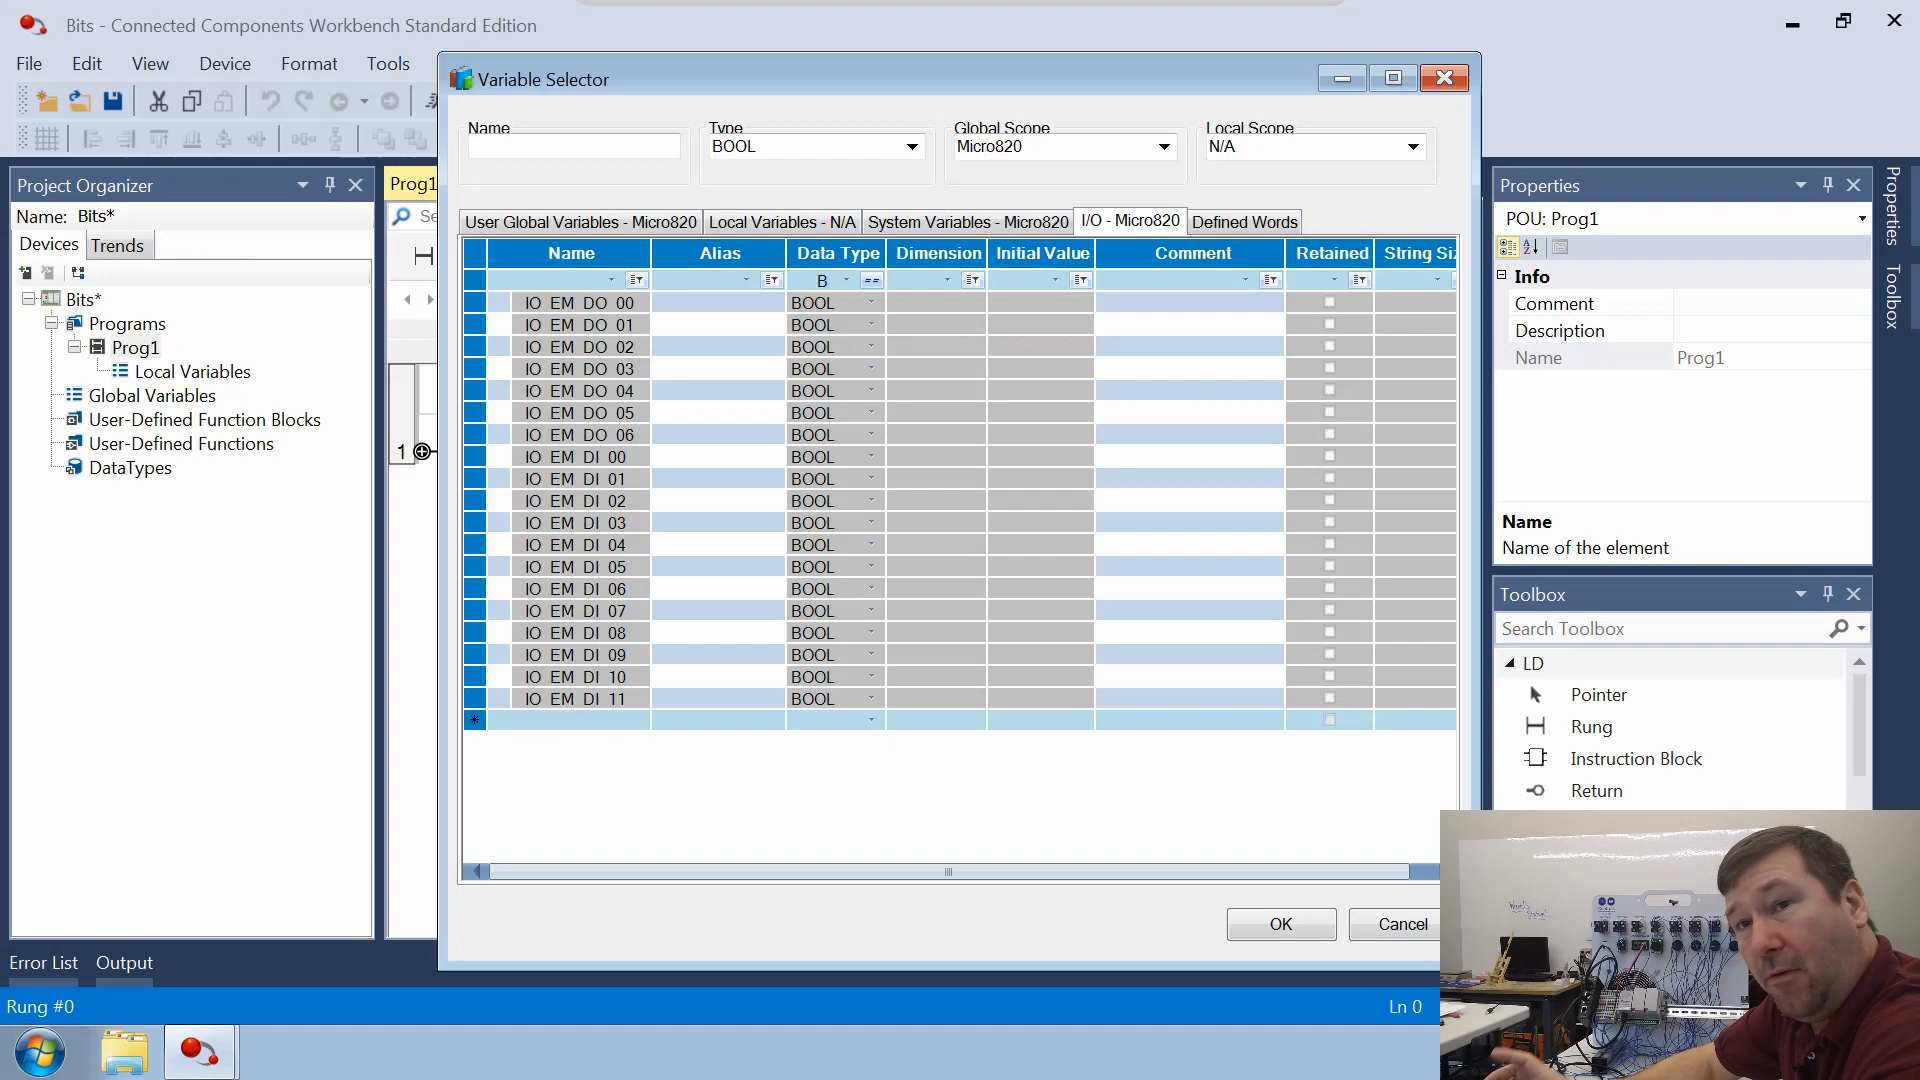 Bits - Connected Components Workbench Standard Edition
File Edit View Device Format Tools
Project Organizer
Name: Bits*
Devices Trends
Bits*
Programs
Prog1
Local Variables
Global Variables
User-Defined Function Blocks
User-Defined Functions
DataTypes
Error List Output
Rung #0
Ln 0
Prog1
Se
1
Variable Selector
Name
Type
BOOL
Global Scope
Micro820
Local Scope
N/A
User Global Variables - Micro820 Local Variables - N/A System Variables - Micro820 I/O - Micro820 Defined Words
Name Alias Data Type Dimension Initial Value Comment Retained String Siz
B
IO EM DO 00 BOOL
IO EM DO 01 BOOL
IO EM DO 02 BOOL
IO EM DO 03 BOOL
IO EM DO 04 BOOL
IO EM DO 05 BOOL
IO EM DO 06 BOOL
IO EM DI 00 BOOL
IO EM DI 01 BOOL
IO EM DI 02 BOOL
IO EM DI 03 BOOL
IO EM DI 04 BOOL
IO EM DI 05 BOOL
IO EM DI 06 BOOL
IO EM DI 07 BOOL
IO EM DI 08 BOOL
IO EM DI 09 BOOL
IO EM DI 10 BOOL
IO EM DI 11 BOOL
*
OK Cancel
Properties
POU: Prog1
Info
Comment
Description
Name Prog1
Name
Name of the element
Toolbox
Search Toolbox
LD
Pointer
Rung
Instruction Block
Return
Properties
Toolbox